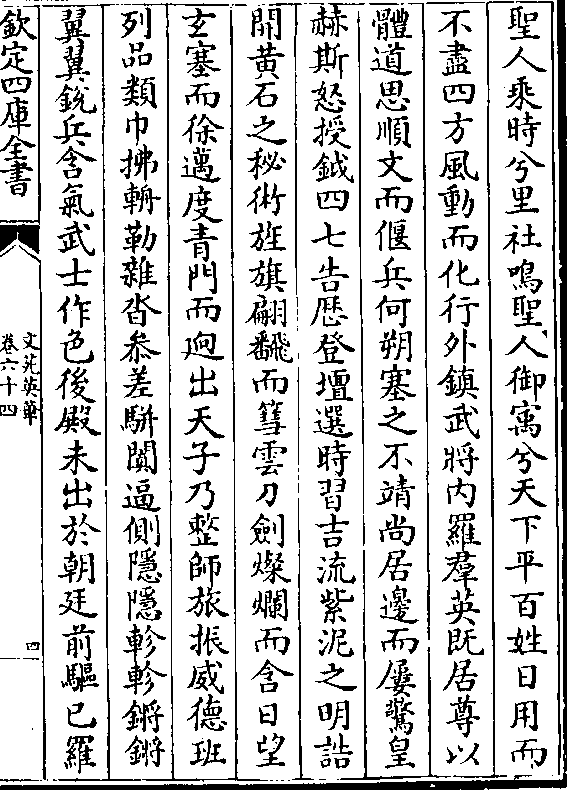 聖人乘時兮里社鳴聖人御㝢兮天下平百姓日用而
不盡四方風動而化行外鎮武將内羅羣英既居尊以
體道思順文而偃兵何朔塞之不靖尚居邊而屢驚皇
赫斯怒授鉞四七告歴登壇選時習吉流紫泥之明誥
開黄石之秘術旌旗翩飜而篲雲刀劍燦爛而含日望
玄塞而徐邁度青門而逈出天子乃整師旅振威德班
列品類巾拂輧勒雜沓叅差駢闐逼側隱隱軫軫鏘鏘
翼翼鋭兵含氣武士作色後殿未出於朝廷前驅已羅
欽定四庫全書
文苑英華
卷六十四
四